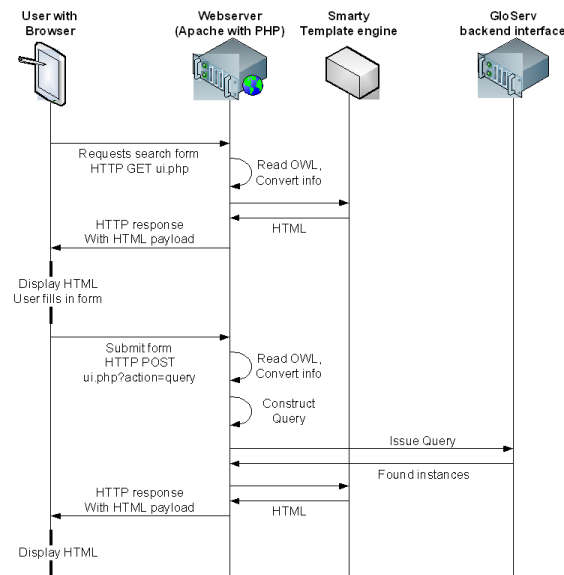 User with
Browser
Webserver
(Apache with PHP)
Smarty
Template engine
GloServ
backend interface
Requests search form
HTTP GET ui.php
Read OWL,
Convert info
HTML
HTTP response
With HTML payload
Display HTML
User fills in form
Submit form
HTTP POST
ui.php?action=query
Read OWL,
Convert info
Construct
Query
Issue Query
Found instances
HTTP response
With HTML payload
HTML
Display HTML